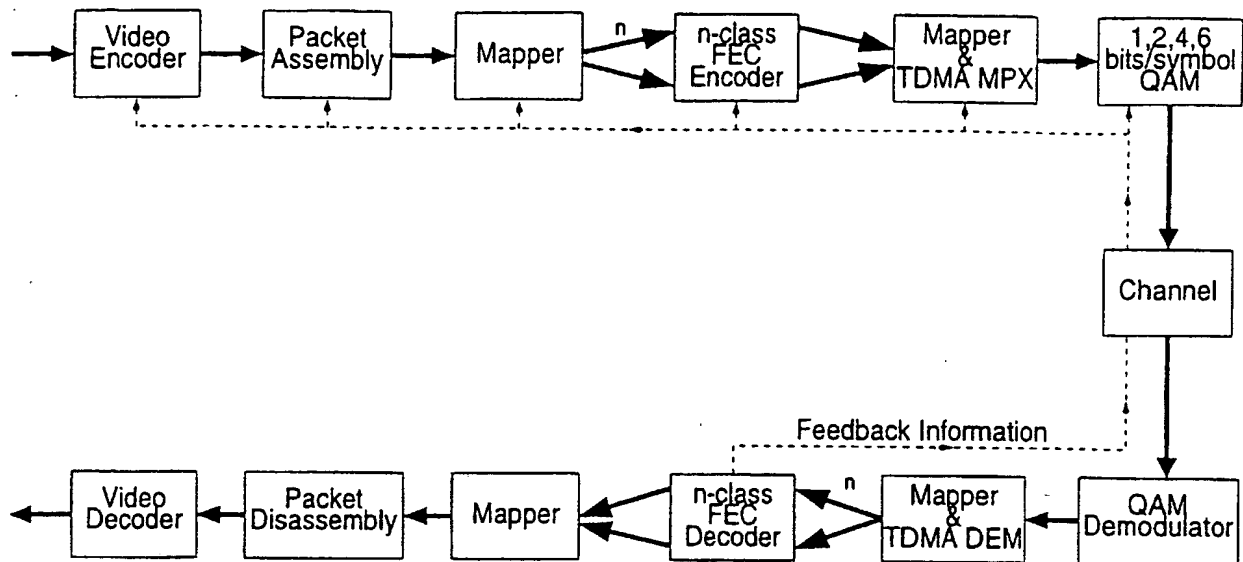 Video
Encoder
Packet
Assembly
Mapper
n
n-class
FEC
Encoder
Mapper
&
TDMA MPX
1,2,4,6
bits/symbol
QAM
Channel
Feedback Information
Video
Decoder
Packet
Disassembly
Mapper
n-class
FEC
Decoder
n
Mapper
&
TDMA DEM
QAM
Demodulator